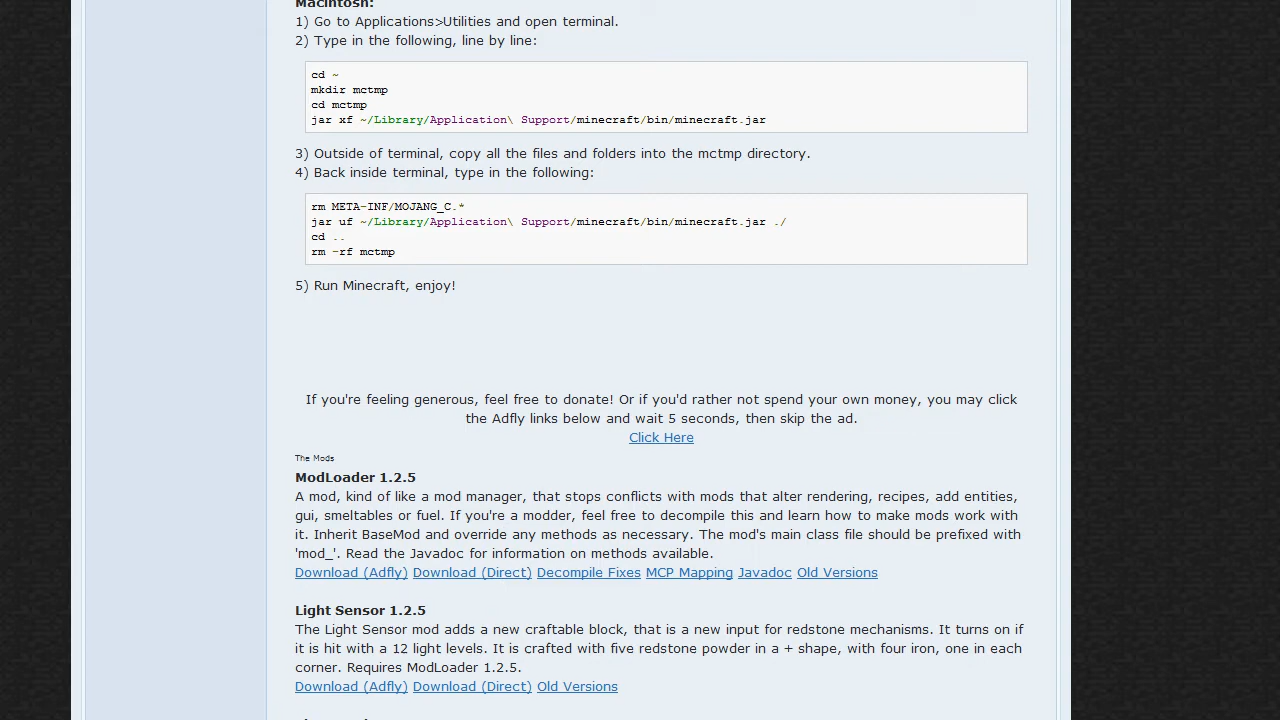 Macintosh:
1) Go to Applications>Utilities and open terminal.
2) Type in the following, line by line:
cd ~
mkdir mctmp
cd mctmp
jar xf ~/Library/Application\ Support/minecraft/bin/minecraft.jar
3) Outside of terminal, copy all the files and folders into the mctmp directory.
4) Back inside terminal, type in the following:
rm META-INF/MOJANG_C.*
jar uf ~/Library/Application\ Support/minecraft/bin/minecraft.jar ./
cd ..
rm -rf mctmp
5) Run Minecraft, enjoy!
If you're feeling generous, feel free to donate! Or if you'd rather not spend your own money, you may click
the Adfly links below and wait 5 seconds, then skip the ad.
Click Here
The Mods
ModLoader 1.2.5
A mod, kind of like a mod manager, that stops conflicts with mods that alter rendering, recipes, add entities,
gui, smeltables or fuel. If you're a modder, feel free to decompile this and learn how to make mods work with
it. Inherit BaseMod and override any methods as necessary. The mod's main class file should be prefixed with
'mod_'. Read the Javadoc for information on methods available.
Download (Adfly) Download (Direct) Decompile Fixes MCP Mapping Javadoc Old Versions
Light Sensor 1.2.5
The Light Sensor mod adds a new craftable block, that is a new input for redstone mechanisms. It turns on if
it is hit with a 12 light levels. It is crafted with five redstone powder in a + shape, with four iron, one in each
corner. Requires ModLoader 1.2.5.
Download (Adfly) Download (Direct) Old Versions